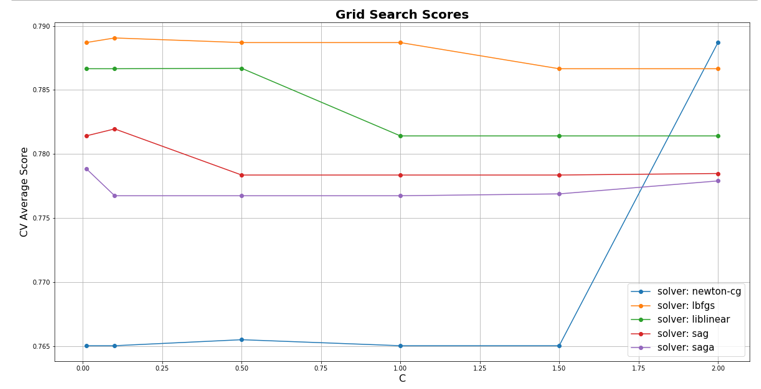 Grid Search Scores
CV Average Score
0.790
0.785
0.780
0.775
0.770
0.765
0.00 0.25 0.50 0.75 1.00 1.25 1.50 1.75 2.00
C
solver: newton-cg
solver: lbfgs
solver: liblinear
solver: sag
solver: saga